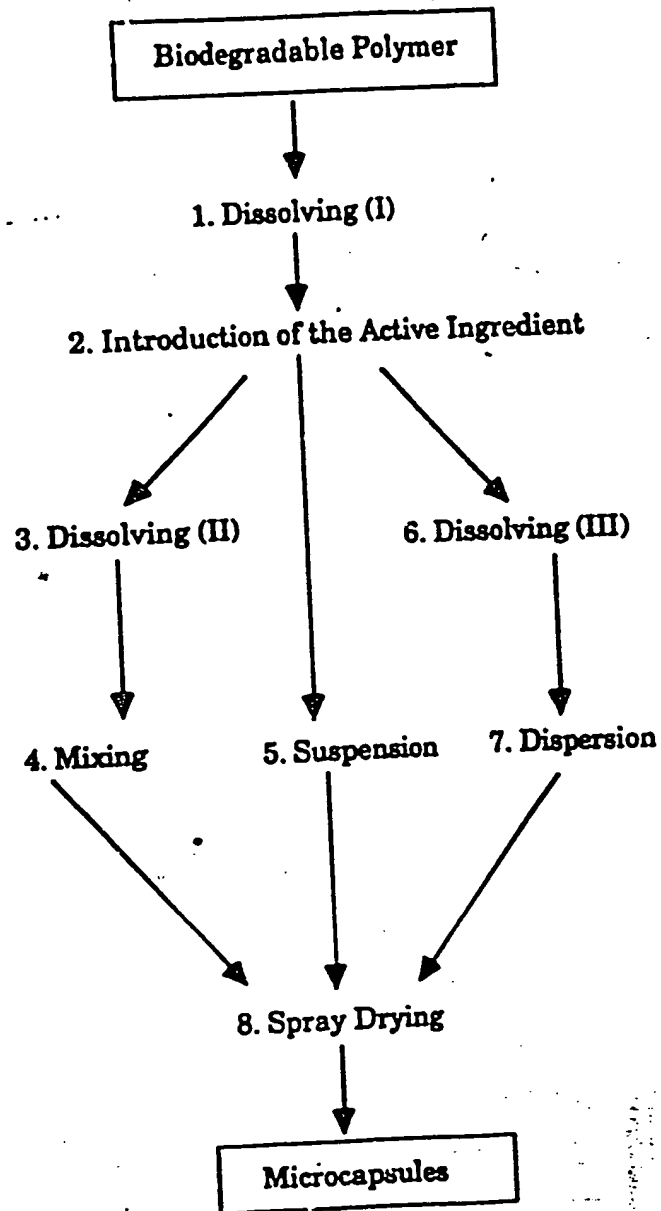 Biodegradable Polymer
1. Dissolving (I)
2. Introduction of the Active Ingredient
3. Dissolving (II)
6. Dissolving (III)
4. Mixing
5. Suspension
7. Dispersion
8. Spray Drying
Microcapsules